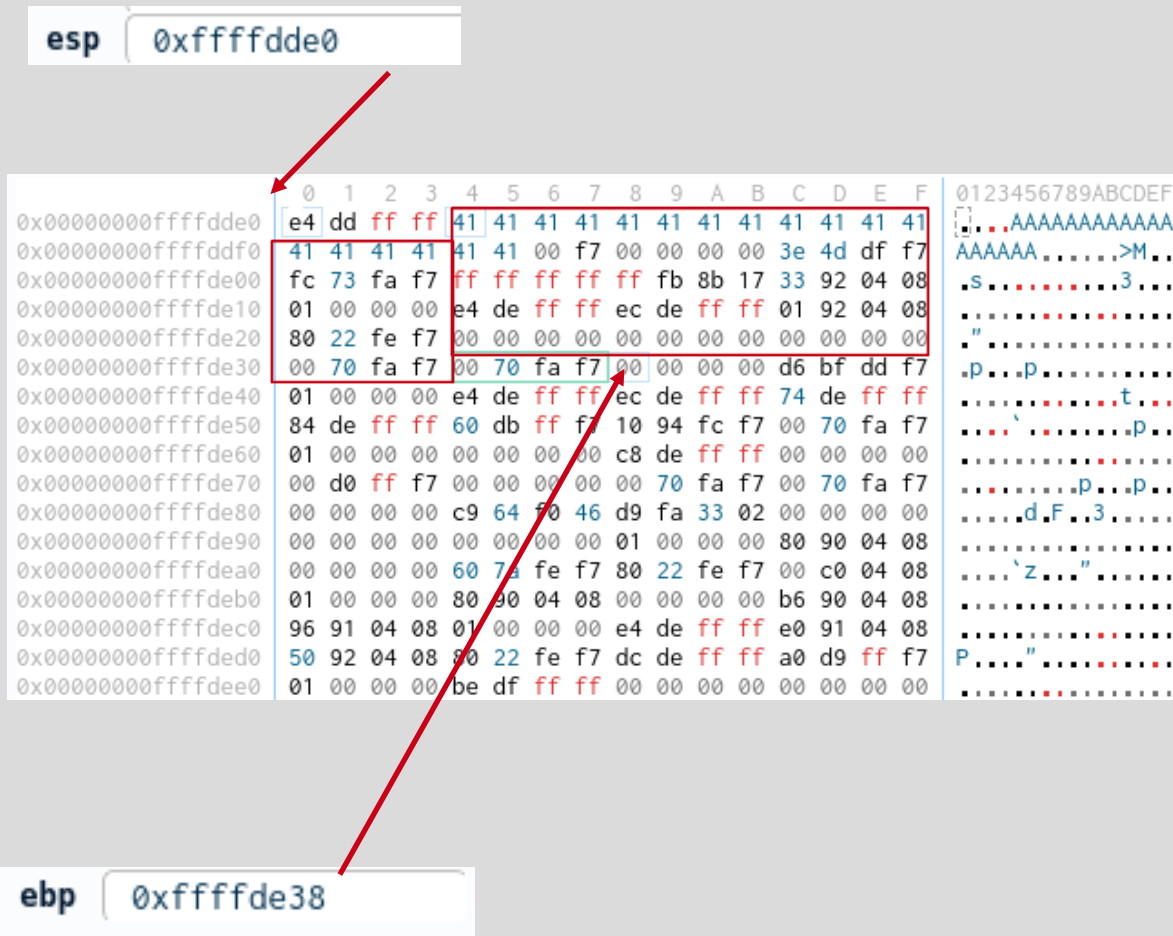 esp 0xffffdde0
0 1 2 3 4 5 6 7 8 9 A B C D E F 0123456789ABCDEF
0x00000000ffffdde0 e4 dd ff ff 41 41 41 41 41 41 41 41 41 41 41 41 ....AAAAAAAAAAAA
0x00000000ffffddf0 41 41 41 41 41 41 00 f7 00 00 00 00 3e 4d df f7 AAAAAA......>M..
0x00000000ffffde00 fc 73 fa f7 ff ff ff ff ff fb 8b 17 33 92 04 08 .s..........3...
0x00000000ffffde10 01 00 00 00 e4 de ff ff ec de ff ff 01 92 04 08 ................
0x00000000ffffde20 80 22 fe f7 00 00 00 00 00 00 00 00 00 00 00 00 ."..............
0x00000000ffffde30 00 70 fa f7 00 70 fa f7 00 00 00 00 d6 bf dd f7 .p...p..........
0x00000000ffffde40 01 00 00 00 e4 de ff ff ec de ff ff 74 de ff ff ............t...
0x00000000ffffde50 84 de ff ff 60 db ff f7 10 94 fc f7 00 70 fa f7 ....`........p..
0x00000000ffffde60 01 00 00 00 00 00 00 00 c8 de ff ff 00 00 00 00 ................
0x00000000ffffde70 00 d0 ff f7 00 00 00 00 00 70 fa f7 00 70 fa f7 .........p...p..
0x00000000ffffde80 00 00 00 00 c9 64 f0 46 d9 fa 33 02 00 00 00 00 .....d.F..3.....
0x00000000ffffde90 00 00 00 00 00 00 00 00 01 00 00 00 80 90 04 08 ................
0x00000000ffffdea0 00 00 00 00 60 7a fe f7 80 22 fe f7 00 c0 04 08 ....`z..."......
0x00000000ffffdeb0 01 00 00 00 80 90 04 08 00 00 00 00 b6 90 04 08 ................
0x00000000ffffdec0 96 91 04 08 01 00 00 00 e4 de ff ff e0 91 04 08 ................
0x00000000ffffded0 50 92 04 08 80 22 fe f7 dc de ff ff a0 d9 ff f7 P...."..........
0x00000000ffffdee0 01 00 00 00 be df ff ff 00 00 00 00 00 00 00 00 ................
ebp 0xffffde38